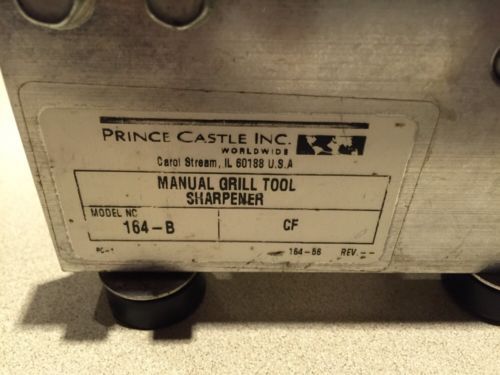 PRINCE CASTLE INC.
WORLDWIDE
Carol Stream, IL 60188 U.S.A
MANUAL GRILL TOOL
SHARPENER
MODEL NO
164-B
CF
164-56 REV --